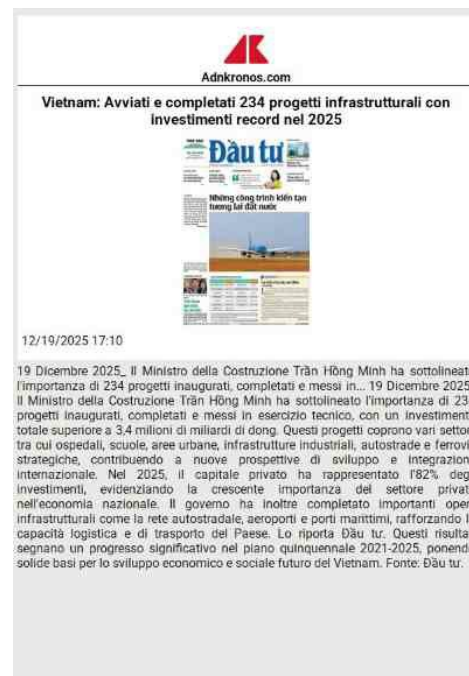 Adnkronos.com
Vietnam: Avviati e completati 234 progetti infrastrutturali con
investimenti record nel 2025
Đầu tư
Những công trình kiến tạo
tương lai đất nước
12/19/2025 17:10
19 Dicembre 2025_ Il Ministro della Costruzione Trần Hồng Minh ha sottolineat
l'importanza di 234 progetti inaugurati, completati e messi in... 19 Dicembre 2025
Il Ministro della Costruzione Trần Hồng Minh ha sottolineato l'importanza di 23
progetti inaugurati, completati e messi in esercizio tecnico, con un investiment
totale superiore a 3,4 milioni di miliardi di dong. Questi progetti coprono vari settor
tra cui ospedali, scuole, aree urbane, infrastrutture industriali, autostrade e ferrovi
strategiche, contribuendo a nuove prospettive di sviluppo e integrazion
internazionale. Nel 2025, il capitale privato ha rappresentato l'82% deg
investimenti, evidenziando la crescente importanza del settore privat
nell'economia nazionale. Il governo ha inoltre completato importanti oper
infrastrutturali come la rete autostradale, aeroporti e porti marittimi, rafforzando l
capacità logistica e di trasporto del Paese. Lo riporta Đầu tư. Questi risulta
segnano un progresso significativo nel piano quinquennale 2021-2025, ponend
solide basi per lo sviluppo economico e sociale futuro del Vietnam. Fonte: Đầu tư.